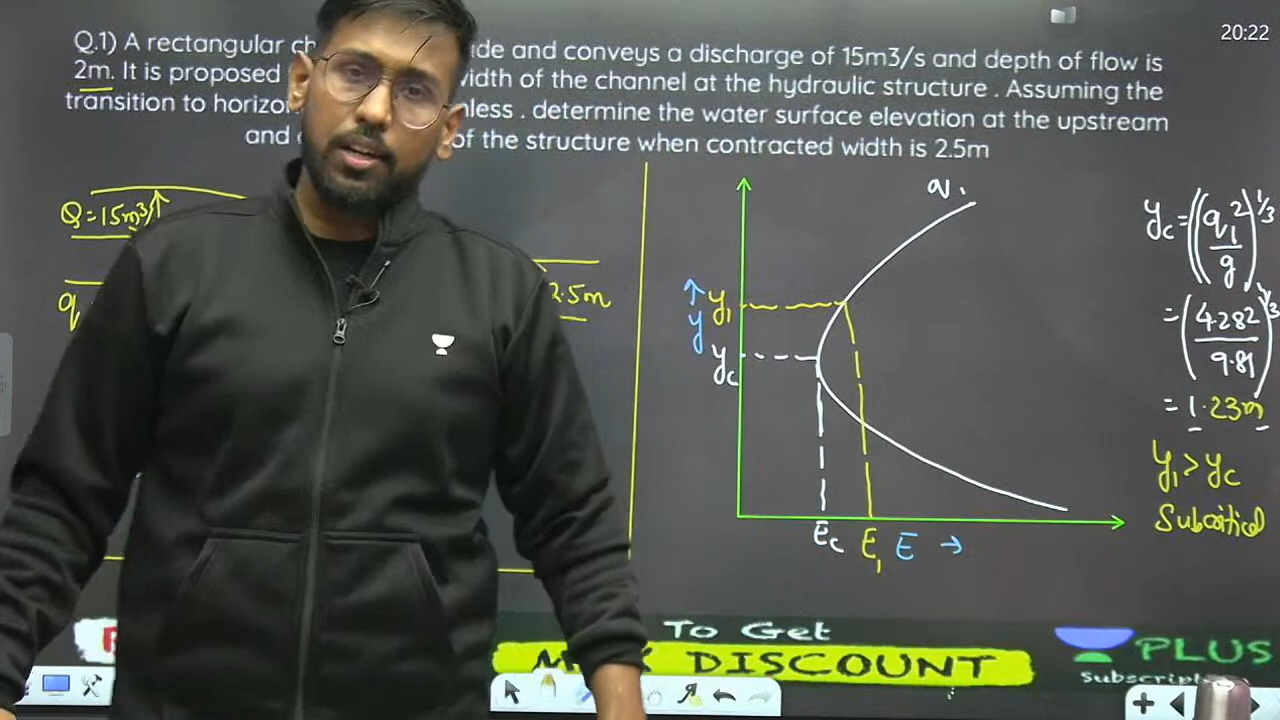 20:22
Q.1) A rectangular ide and conveys a discharge of 15m3/s and depth of flow is
2m. It is proposed width of the channel at the hydraulic structure . Assuming the
transition to less . determine the water surface elevation at the upstream
and of the structure when contracted width is 2.5m
Q=15m3/
q
2.5m
q1
↑
y
y1
yc
Ec E1 E →
yc = ((q1^2/g)^1/3
= (4.282/9.81)^1/3
= 1.23m
y1 > yc
Subcritical
To Get
DISCOUNT
PLUS